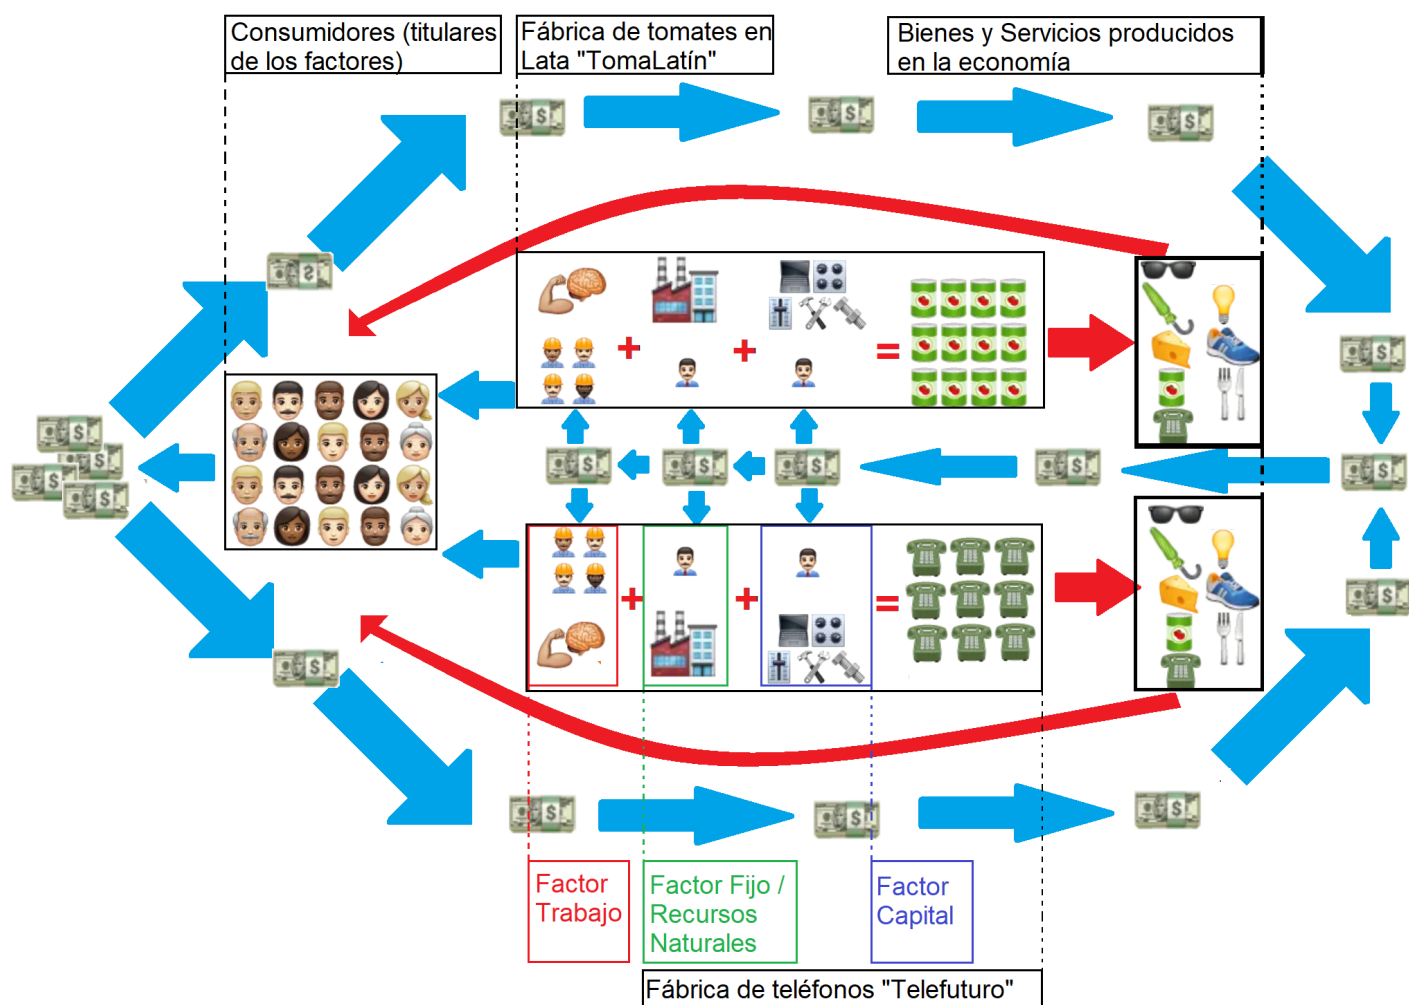 Consumidores (titulares
de los factores)
Fábrica de tomates en
Lata "TomaLatín"
Bienes y Servicios producidos
en la economía
Factor
Trabajo
Factor Fijo /
Recursos
Naturales
Factor
Capital
Fábrica de teléfonos "Telefuturo"